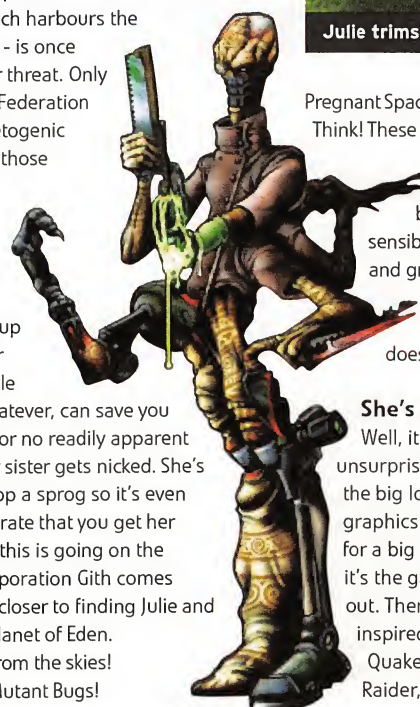 ch harbours the
- is once
r threat. Only
Federation
etogenic
those
up
r
le
atever, can save you
or no readily apparent
r sister gets nicked. She's
op a sprog so it's even
rate that you get her
this is going on the
poration Gith comes
closer to finding Julie and
lanet of Eden.
rom the skies!
Mutant Bugs!
Julie trims
Pregnant Spac
Think! These
b
sensib
and gr
does
She's
Well, it
unsurpris
the big lo
graphics
for a big
it's the g
out. Ther
inspired
Quake
Raider,